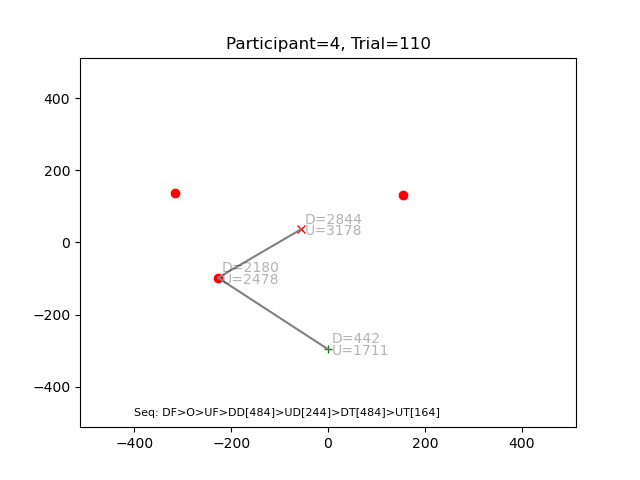 Participant=4, Trial=110
400
200
0
−200
−400
D=2844
U=3178
D=2180
U=2478
D=442
U=1711
Seq: DF>O>UF>DD[484]>UD[244]>DT[484]>UT[164]
−400 −200 0 200 400